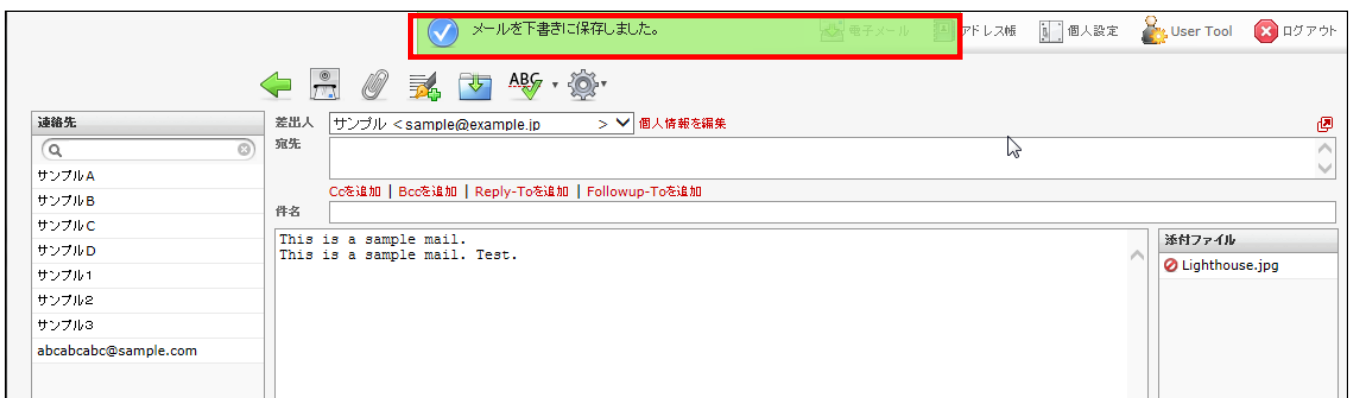 メールを下書きに保存しました。
電子メール アドレス帳 個人設定 User Tool ログアウト
ABC
連絡先
サンプルA
サンプルB
サンプルC
サンプルD
サンプル1
サンプル2
サンプル3
abcabcabc@sample.com
差出人 サンプル <sample@example.jp > 個人情報を編集
宛先
Ccを追加 | Bccを追加 | Reply-Toを追加 | Followup-Toを追加
件名
This is a sample mail.
This is a sample mail. Test.
添付ファイル
Lighthouse.jpg